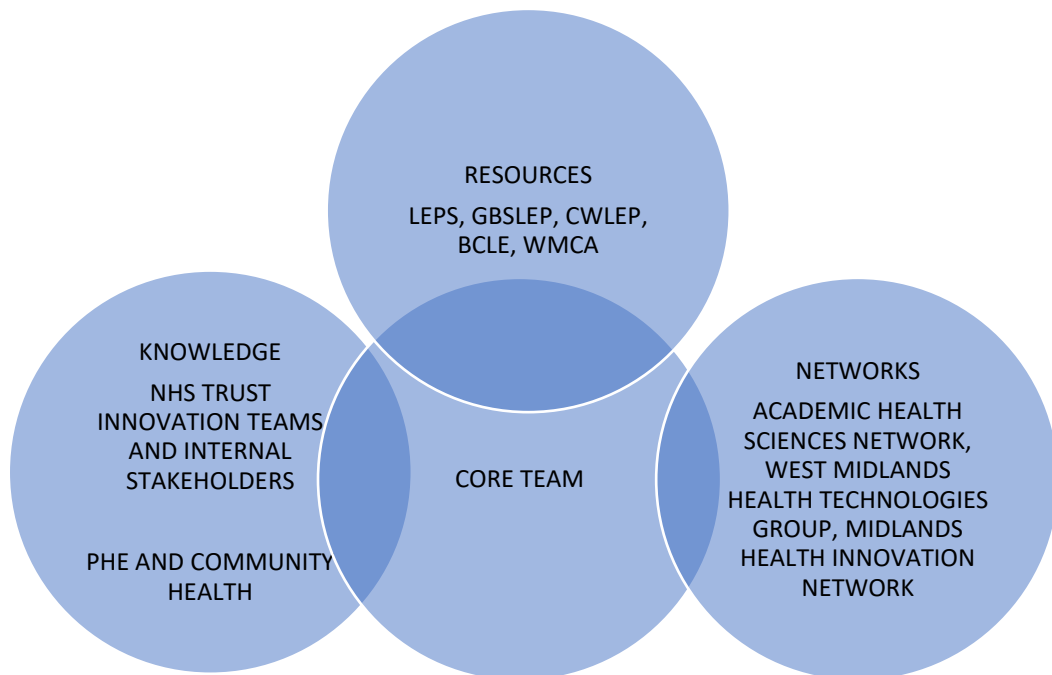 RESOURCES
LEPS, GBSLEP, CWLEP,
BCLE, WMCA
KNOWLEDGE
NHS TRUST
INNOVATION TEAMS
AND INTERNAL
STAKEHOLDERS
PHE AND COMMUNITY
HEALTH
CORE TEAM
NETWORKS
ACADEMIC HEALTH
SCIENCES NETWORK,
WEST MIDLANDS
HEALTH TECHNOLOGIES
GROUP, MIDLANDS
HEALTH INNOVATION
NETWORK